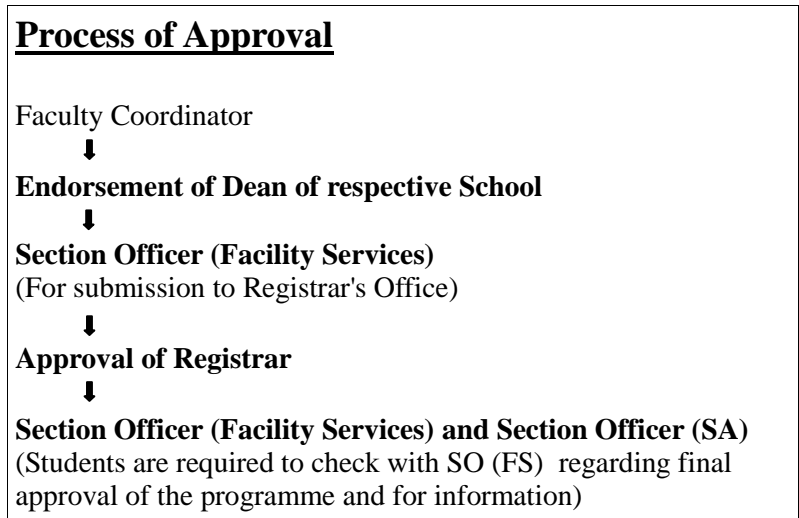 Process of Approval
Faculty Coordinator
Endorsement of Dean of respective School
Section Officer (Facility Services)
(For submission to Registrar's Office)
Approval of Registrar
Section Officer (Facility Services) and Section Officer (SA)
(Students are required to check with SO (FS) regarding final
approval of the programme and for information)